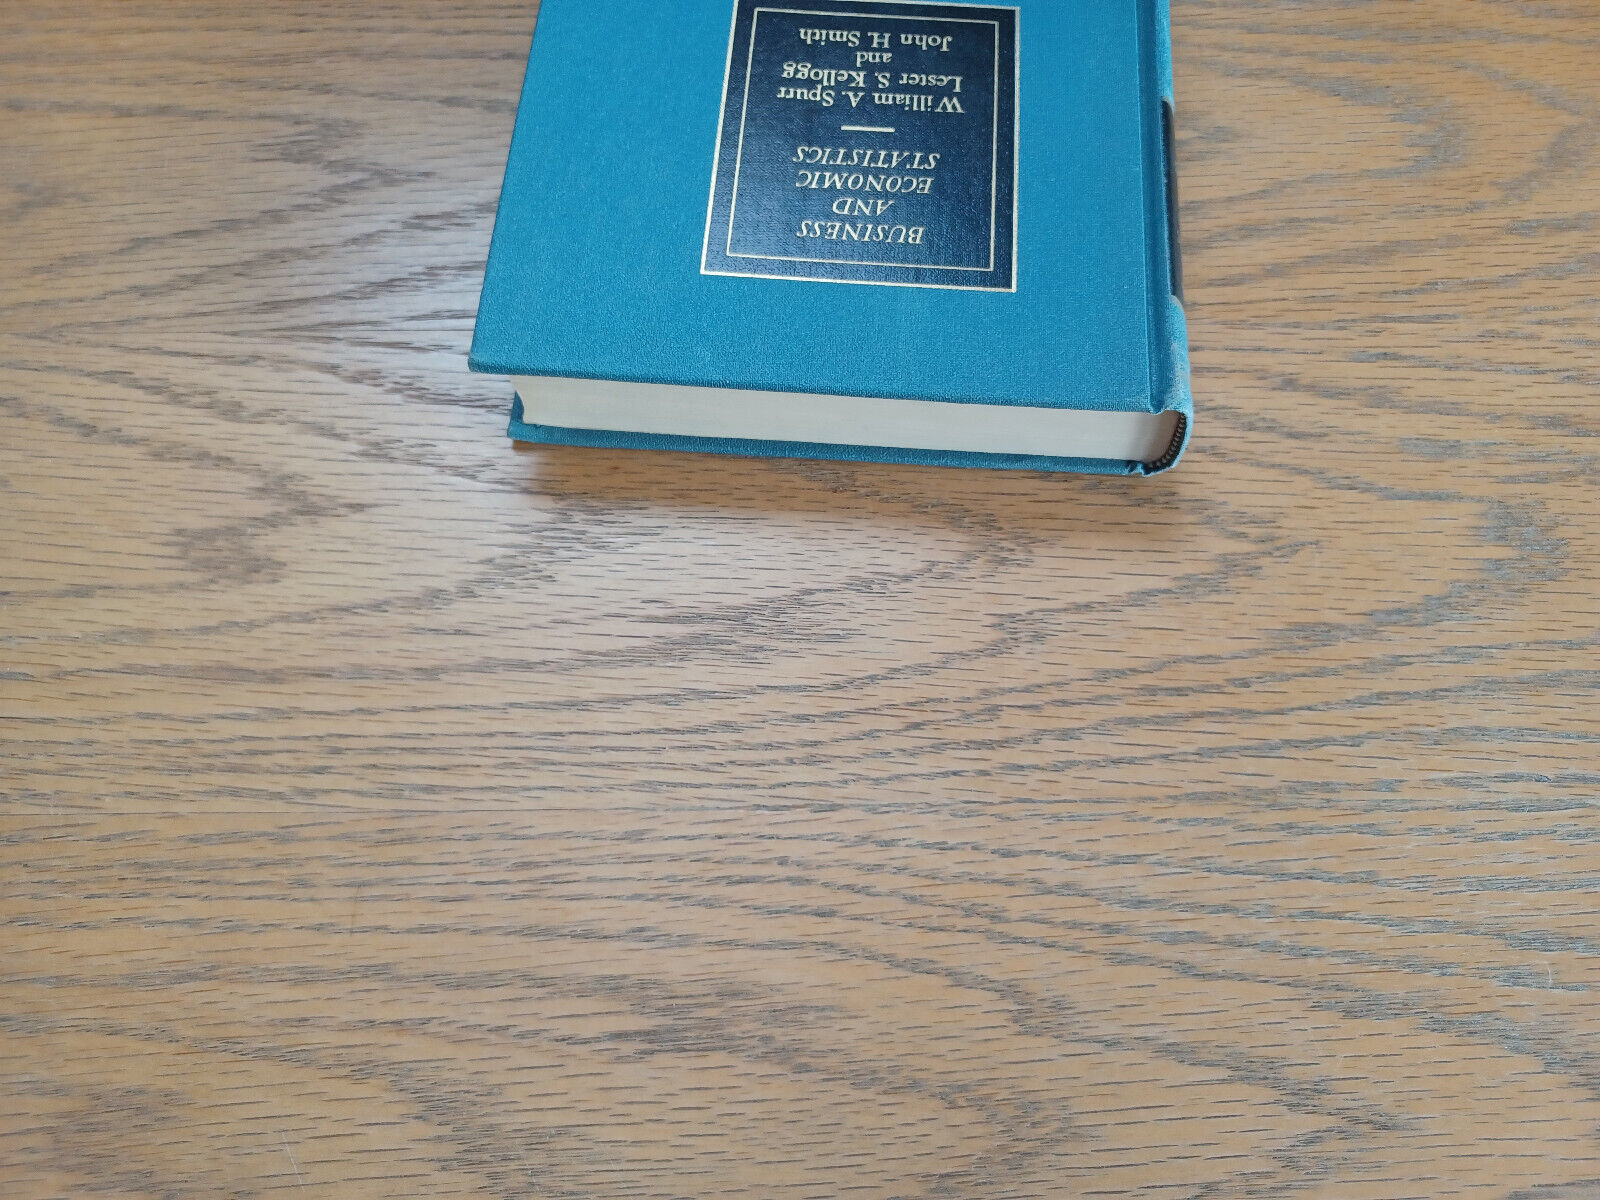 BUSINESS
AND
ECONOMIC
STATISTICS
William A. Spurr
Lester S. Kellogg
and
John H. Smith